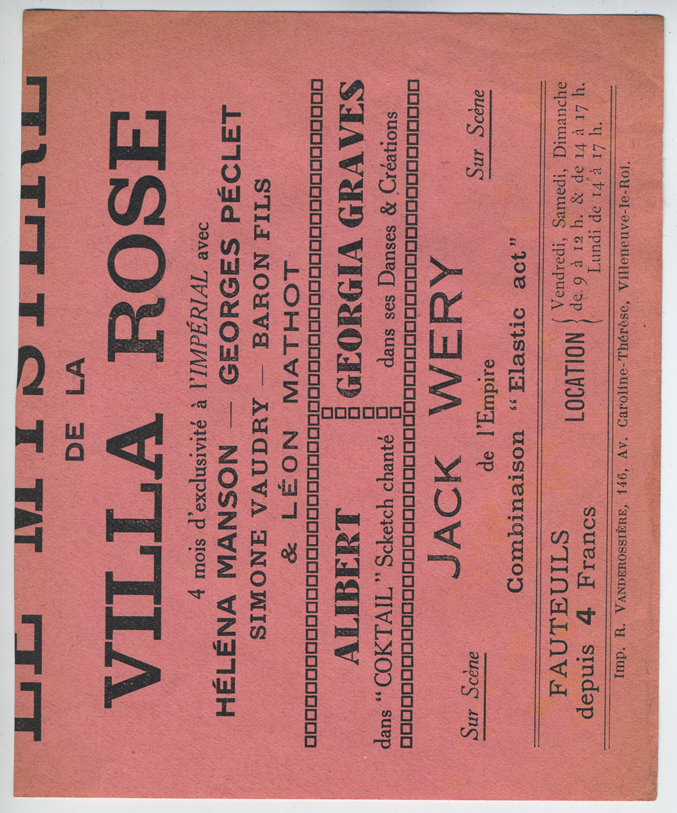 LE MYSTÈRE
DE LA
VILLA ROSE
4 mois d'exclusivité à l'IMPÉRIAL avec
HÉLÉNA MANSON — GEORGES PÉCLET
SIMONE VAUDRY — BARON FILS
& LÉON MATHOT
ALIBERT
dans "COKTAIL" Scketch chanté
GEORGIA GRAVES
dans ses Danses & Créations
Sur Scène
JACK WERY
Sur Scène
de l'Empire
Combinaison "Elastic act"
FAUTEUILS
depuis 4 Francs
LOCATION { Vendredi, Samedi, Dimanche
de 9 à 12 h. & de 14 à 17 h.
Lundi de 14 à 17 h.
Imp. R. VANDEROSSIÈRE, 146, Av. Caroline-Thérèse, Villeneuve-le-Roi.